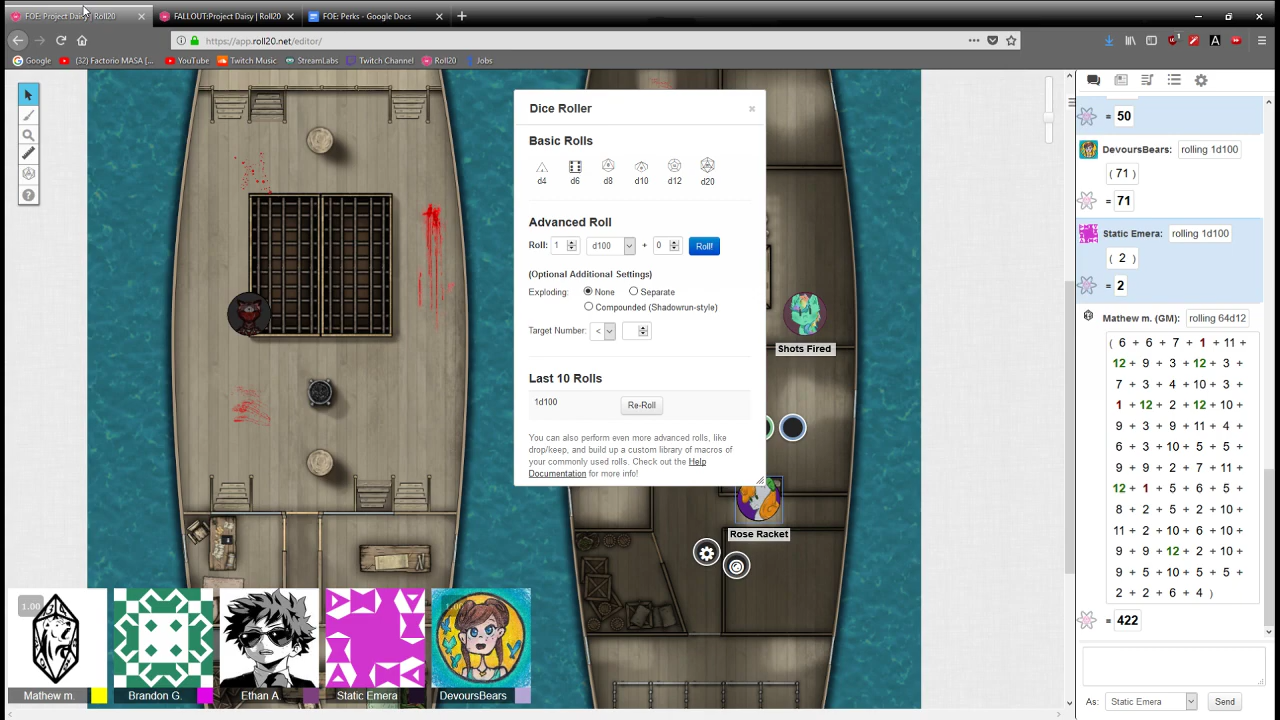 FOE: Project Daisy | Roll20
FALLOUT:Project Daisy | Roll20
FOE: Perks - Google Docs
https://app.roll20.net/editor/
Google
(32) Factorio MASA [...
YouTube
Twitch Music
StreamLabs
Twitch Channel
Roll20
Jobs
Dice Roller
Basic Rolls
d4 d6 d8 d10 d12 d20
Advanced Roll
Roll: 1 d100 + 0 Roll!
(Optional Additional Settings)
Exploding: None Separate
Compounded (Shadowrun-style)
Target Number: <
Last 10 Rolls
1d100 Re-Roll
You can also perform even more advanced rolls, like
drop/keep, and build up a custom library of macros of
your commonly used rolls. Check out the Help
Documentation for more info!
Shots Fired
Rose Racket
1.00
1.00
Mathew m.
Brandon G.
Ethan A.
Static Emera
DevoursBears
= 50
DevoursBears: rolling 1d100
( 71 )
= 71
Static Emera: rolling 1d100
( 2 )
= 2
Mathew m. (GM): rolling 64d12
( 6 + 6 + 7 + 1 + 11 +
12 + 9 + 3 + 12 + 3 +
7 + 3 + 4 + 10 + 3 +
1 + 12 + 2 + 12 + 10 +
9 + 3 + 9 + 11 + 4 +
6 + 3 + 10 + 5 + 5 +
9 + 9 + 2 + 7 + 11 +
12 + 1 + 5 + 6 + 5 +
8 + 2 + 5 + 2 + 10 +
11 + 2 + 10 + 6 + 10 +
9 + 9 + 12 + 2 + 10 +
9 + 5 + 10 + 5 + 5 +
2 + 2 + 6 + 4 )
= 422
As: Static Emera Send